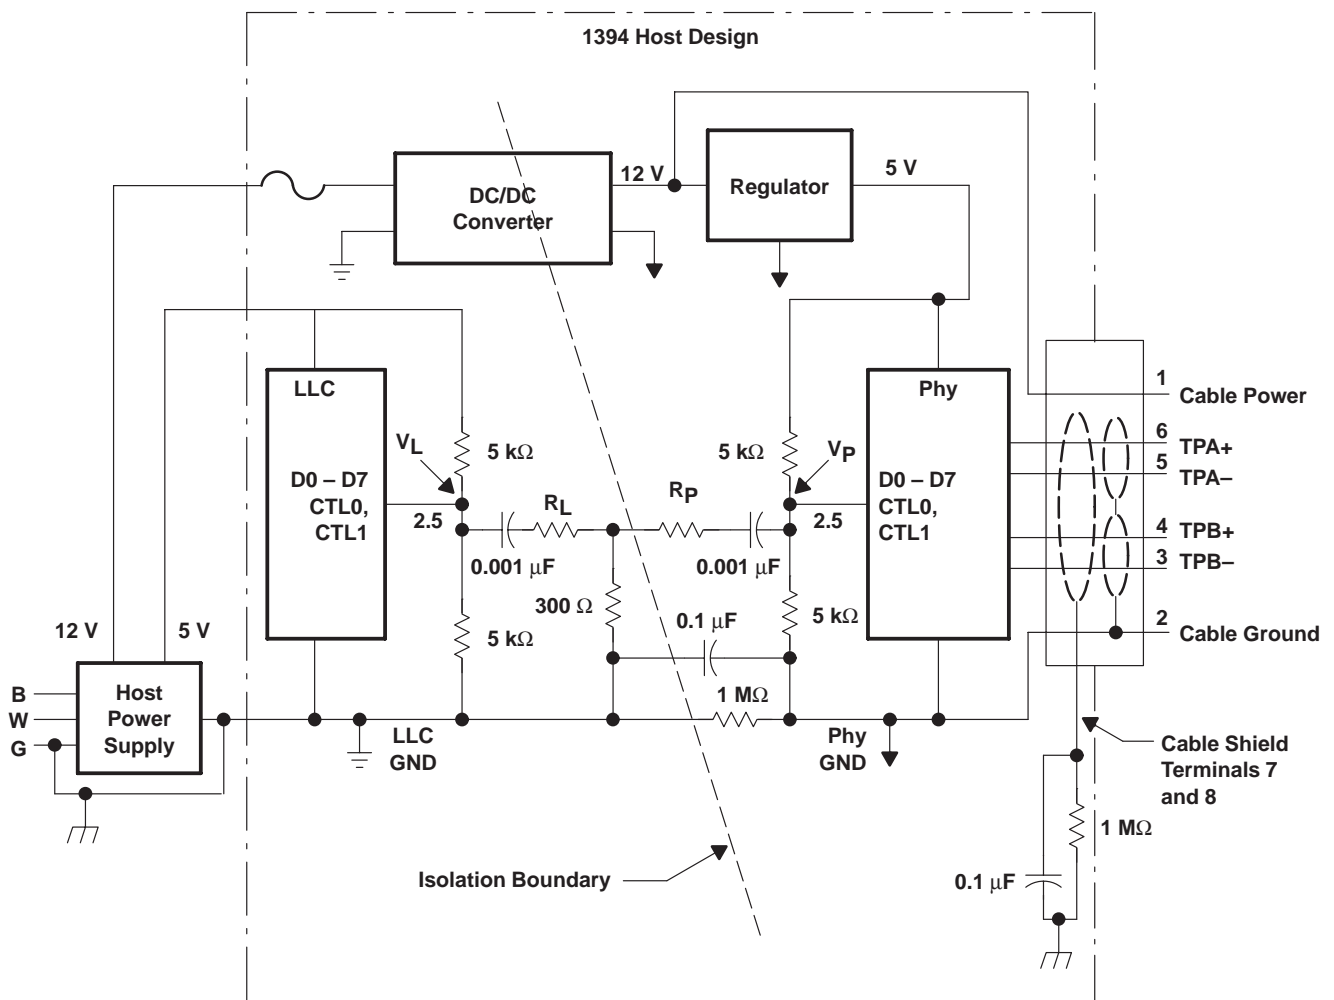 1394 Host Design
DC/DC
Converter
12 V
Regulator
5 V
LLC
D0 – D7
CTL0,
CTL1
VL
2.5
5 kΩ
RL
0.001 μF
RP
0.001 μF
5 kΩ
VP
2.5
Phy
D0 – D7
CTL0,
CTL1
1
Cable Power
6
TPA+
5
TPA–
4
TPB+
3
TPB–
2
Cable Ground
300 Ω
0.1 μF
5 kΩ
5 kΩ
1 MΩ
12 V
5 V
B
W
G
Host
Power
Supply
LLC
GND
Phy
GND
Cable Shield
Terminals 7
and 8
1 MΩ
0.1 μF
Isolation Boundary